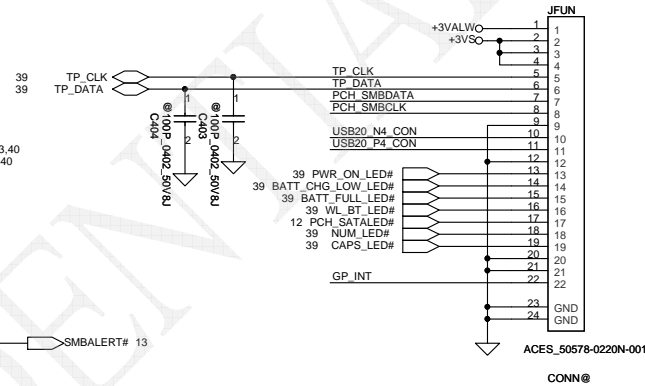 JFUN
+3VALW 1 1
+3VS 2 2
3 3
4 4
39 TP_CLK TP_CLK 5 5
39 TP_DATA TP_DATA 6 6
PCH_SMBDATA 7 7
PCH_SMBCLK 8 8
9 9
USB20_N4_CON 10 10
USB20_P4_CON 11 11
12 12
39 PWR_ON_LED# 13 13
39 BATT_CHG_LOW_LED# 14 14
39 BATT_FULL_LED# 15 15
39 WL_BT_LED# 16 16
12 PCH_SATALED# 17 17
39 NUM_LED# 18 18
39 CAPS_LED# 19 19
20 20
21 21
GP_INT 22 22
23 GND
24 GND
ACES_50578-0220N-001
CONN@
1
2
@100P_0402_50V8J
C404
1
2
@100P_0402_50V8J
C403
3,40
40
SMBALERT# 13
DENTIAL